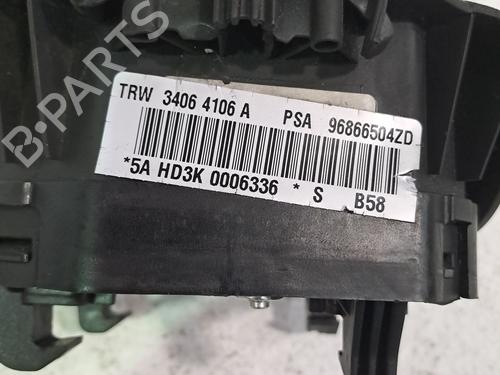 TRW 3406 4106 A PSA 96866504ZD
*5A HD3K 0006336 * S B58
B-PARTS